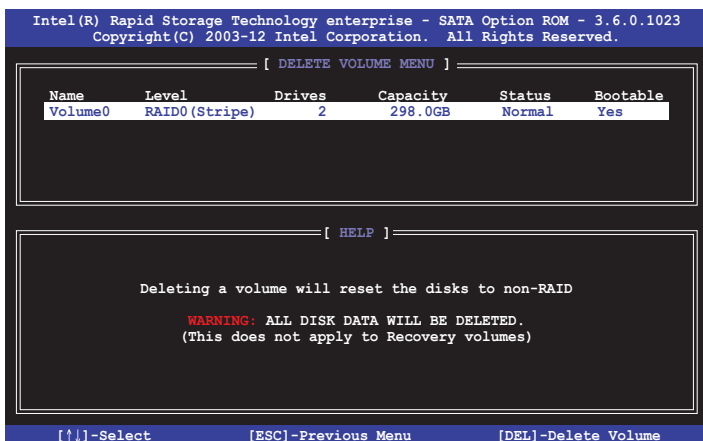 Intel(R) Rapid Storage Technology enterprise - SATA Option ROM - 3.6.0.1023
Copyright(C) 2003-12 Intel Corporation. All Rights Reserved.
[ DELETE VOLUME MENU ]
Name Level Drives Capacity Status Bootable
Volume0 RAID0(Stripe) 2 298.0GB Normal Yes
[ HELP ]
Deleting a volume will reset the disks to non-RAID
WARNING: ALL DISK DATA WILL BE DELETED.
(This does not apply to Recovery volumes)
[↑↓]-Select [ESC]-Previous Menu [DEL]-Delete Volume